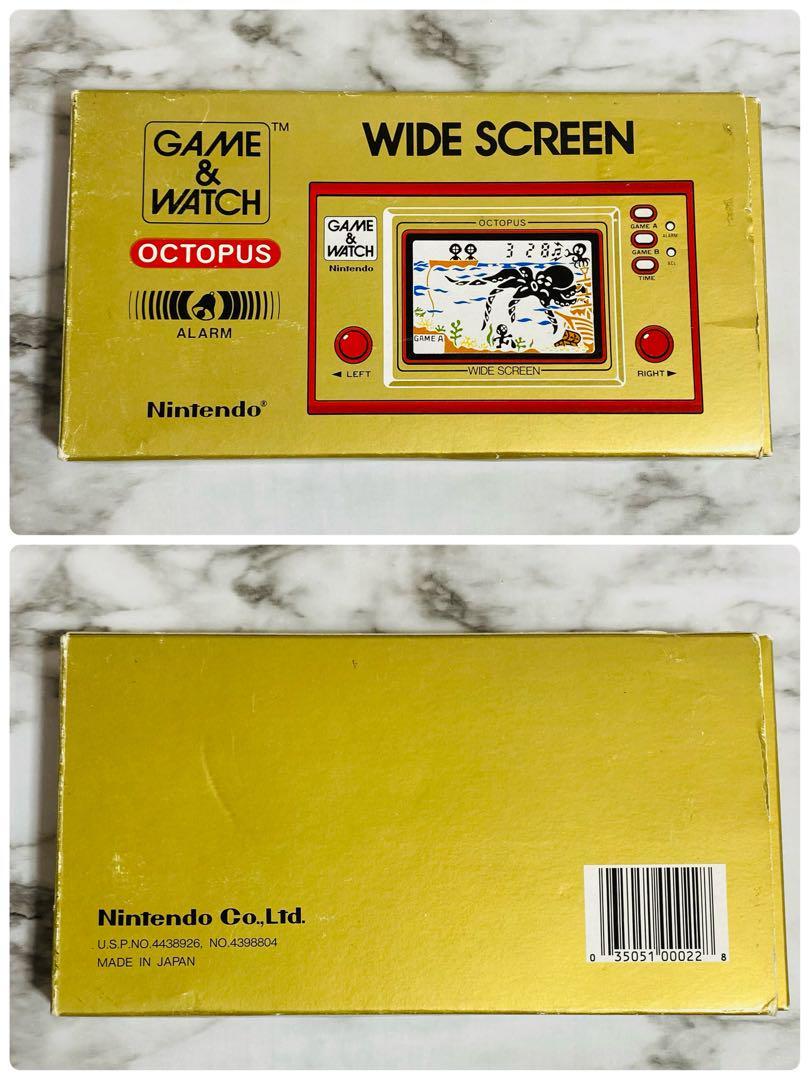 GAME
&
WATCH
™
OCTOPUS
ALARM
Nintendo®
WIDE SCREEN
GAME
&
WATCH
Nintendo
OCTOPUS
GAME A
WIDE SCREEN
◄ LEFT
GAME A
ALARM
GAME B
ACL
TIME
RIGHT ►
Nintendo Co.,Ltd.
U.S.P.NO.4438926, NO.4398804
MADE IN JAPAN
0 35051 00022 8